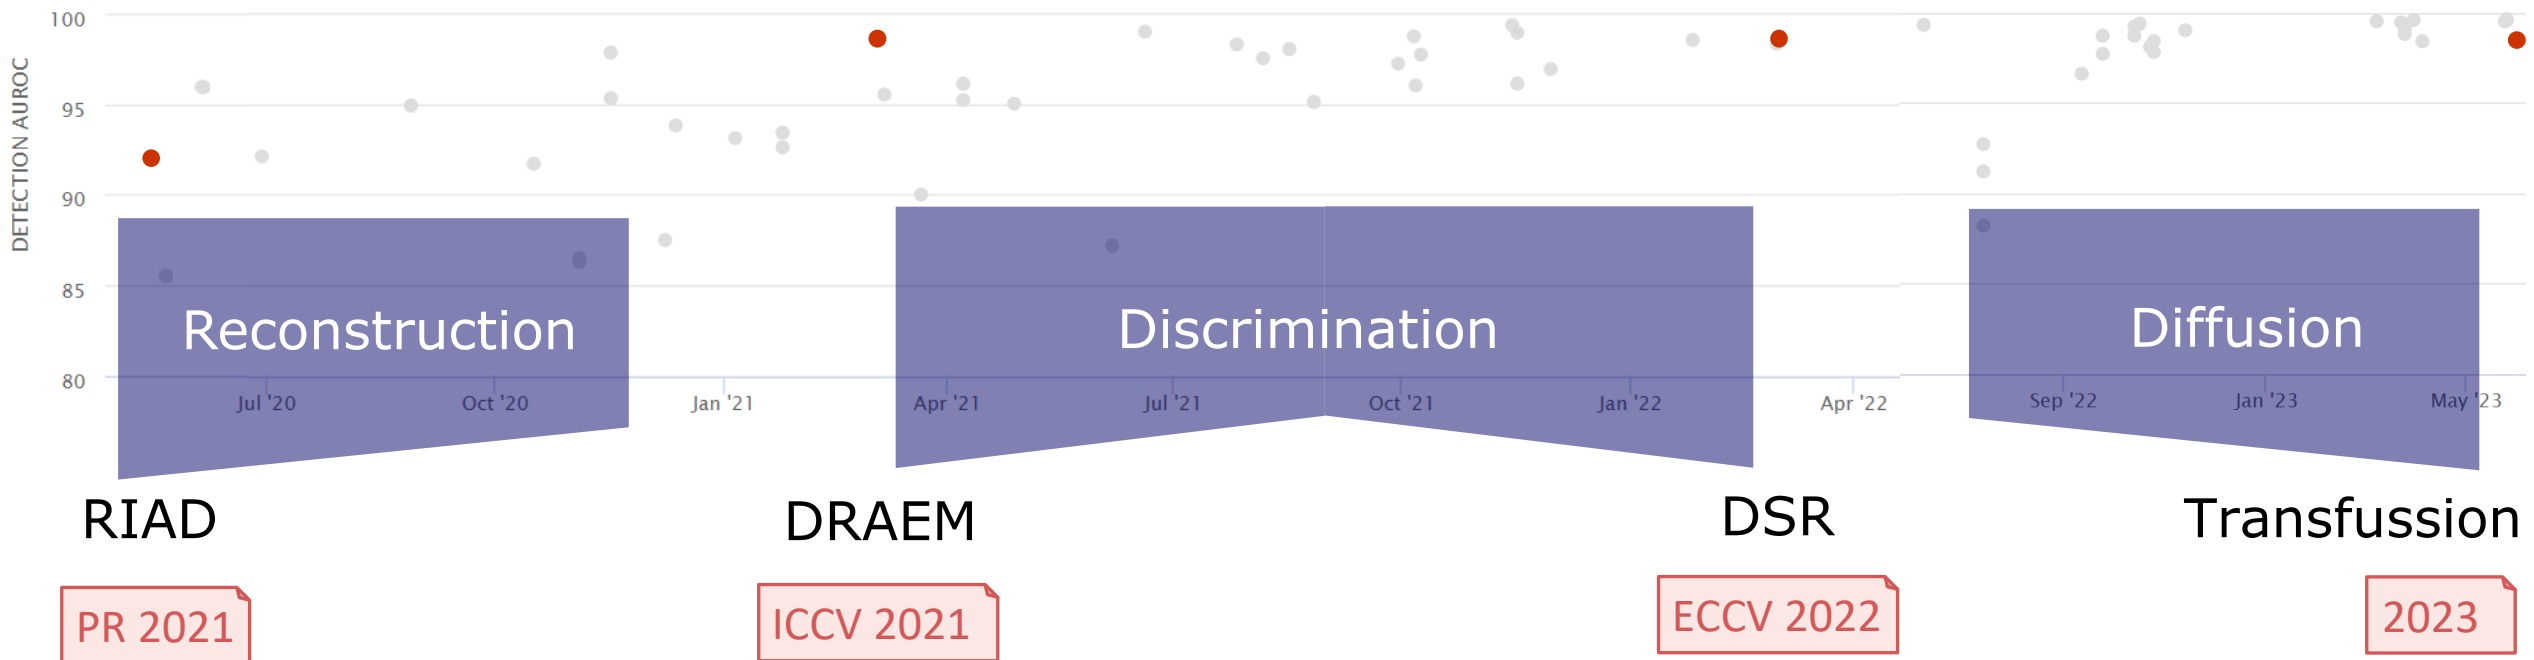 100
95
90
85
80
DETECTION AUROC
Reconstruction
Discrimination
Diffusion
Jul '20
Oct '20
Jan '21
Apr '21
Jul '21
Oct '21
Jan '22
Apr '22
Sep '22
Jan '23
May '23
RIAD
DRAEM
DSR
Transfussion
PR 2021
ICCV 2021
ECCV 2022
2023